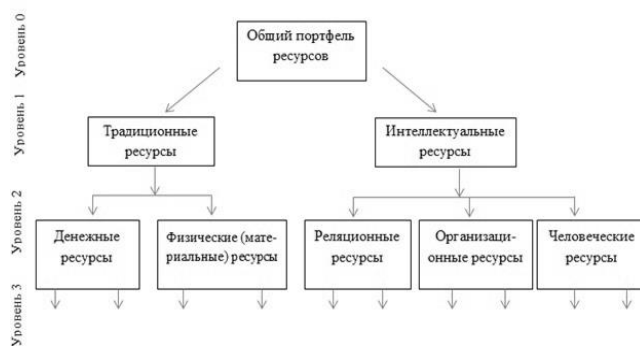 Уровень 0
Общий портфель
ресурсов
Уровень 1
Традиционные
ресурсы
Интеллектуальные
ресурсы
Уровень 2
Денежные
ресурсы
Физические (мате-
риальные) ресурсы
Реляционные
ресурсы
Организаци-
онные ресурсы
Человеческие
ресурсы
Уровень 3